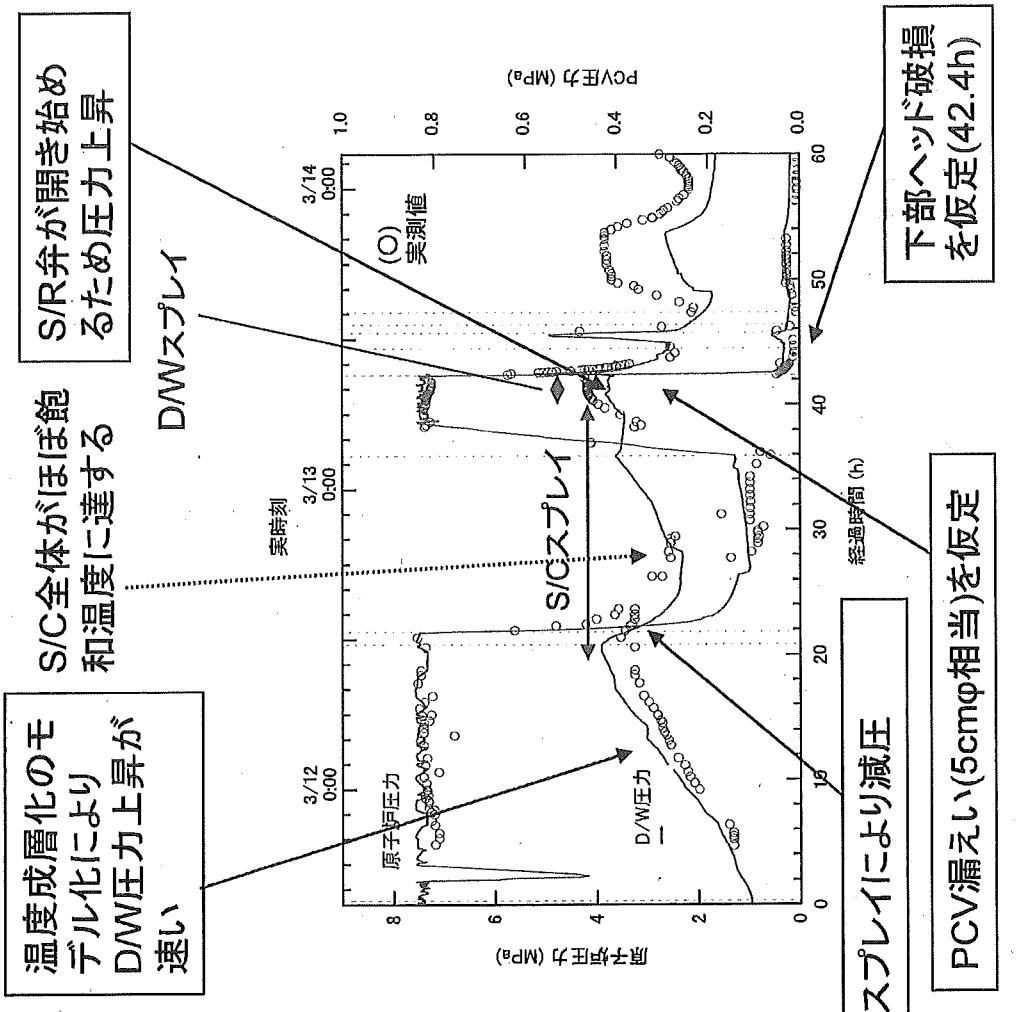 温度成層化のモ
デル化により
D/W圧力上昇が
速い
S/C全体がほぼ飽
和温度に達する
D/Wスプレイ
S/R弁が開き始め
るため圧力上昇
実時刻
3/12
0:00
3/13
0:00
3/14
0:00
原子炉圧力 (MPa)
8
6
4
2
0
PCV圧力 (MPa)
1.0
0.8
0.6
0.4
0.2
0.0
原子炉圧力
D/W圧力
S/Cスプレイ
(○)
実測値
0
10
20
30
40
50
60
経過時間 (h)
スプレイにより減圧
PCV漏えい(5cmφ相当)を仮定
下部ヘッド破損
を仮定(42.4h)